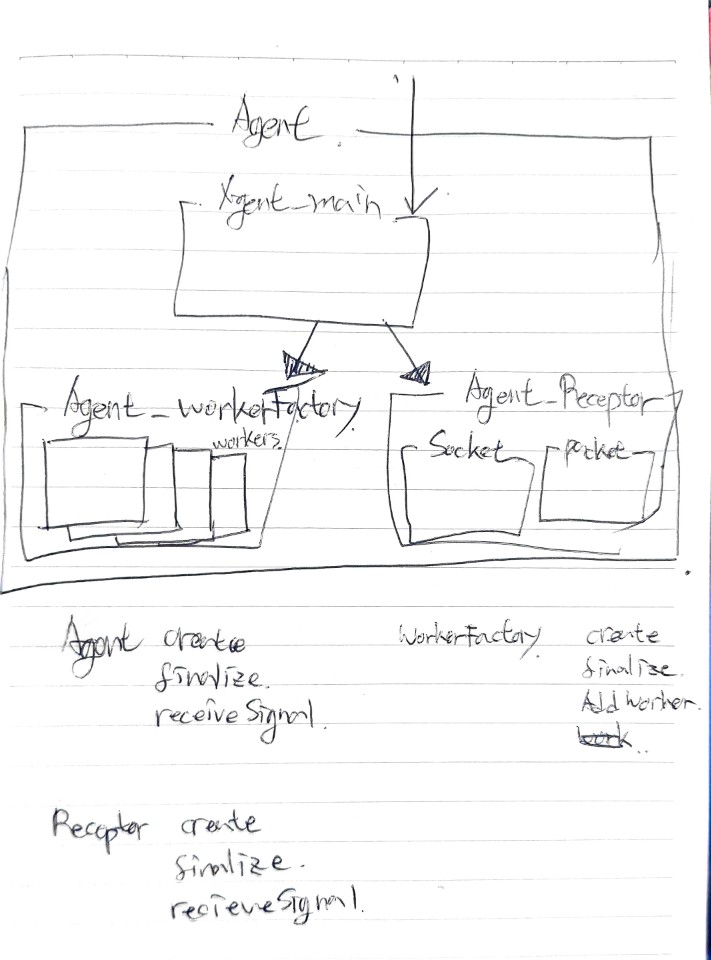 Agent.
Agent_main
Agent_workerFactory
workers.
Agent_Receptor
Socket
packet
Agent create
finalize.
receiveSignal.
WorkerFactory. create
finalize.
Add Worker.
work..
Receptor create
finalize.
recieveSignal.